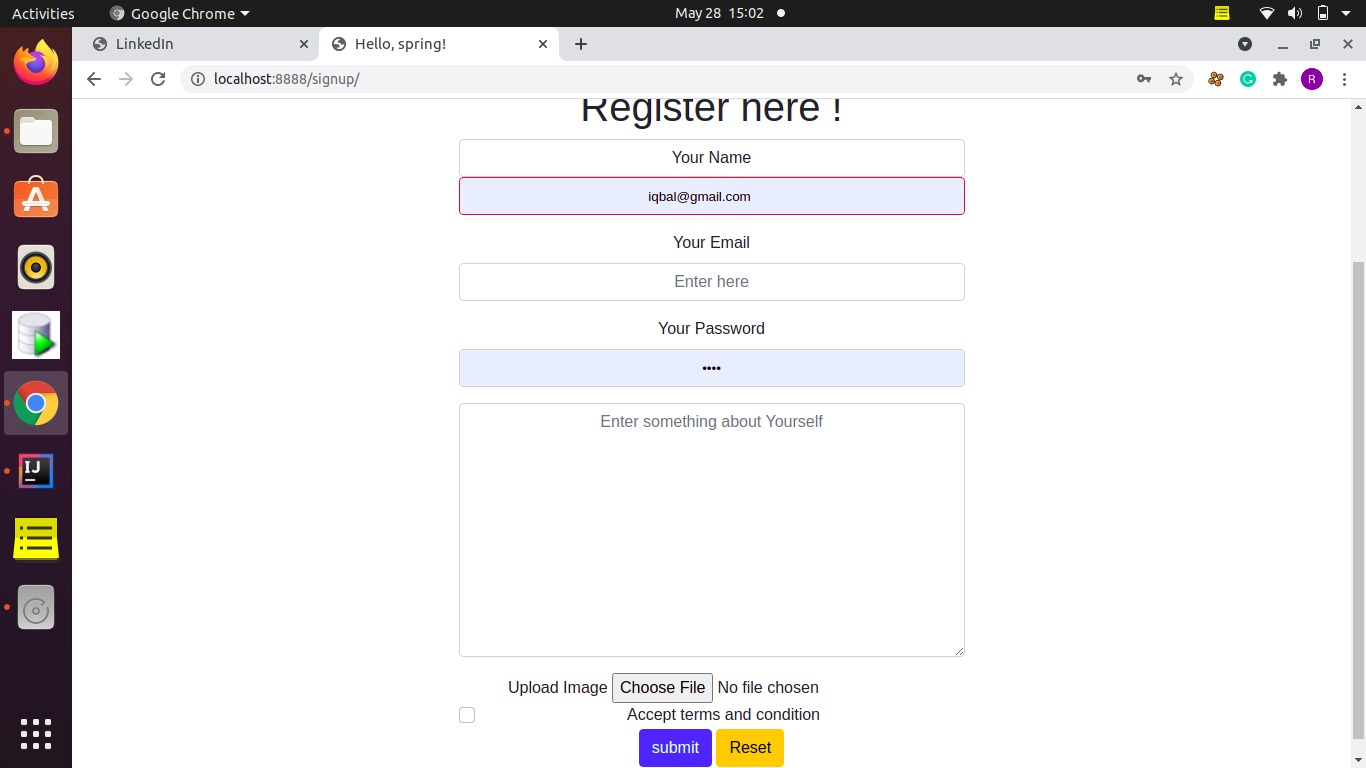 Activities Google Chrome May 28 15:02
LinkedIn Hello, spring!
localhost:8888/signup/ R
Register here !
Your Name
iqbal@gmail.com
Your Email
Enter here
Your Password
••••
Enter something about Yourself
IJ
Upload Image Choose File No file chosen
Accept terms and condition
submit Reset